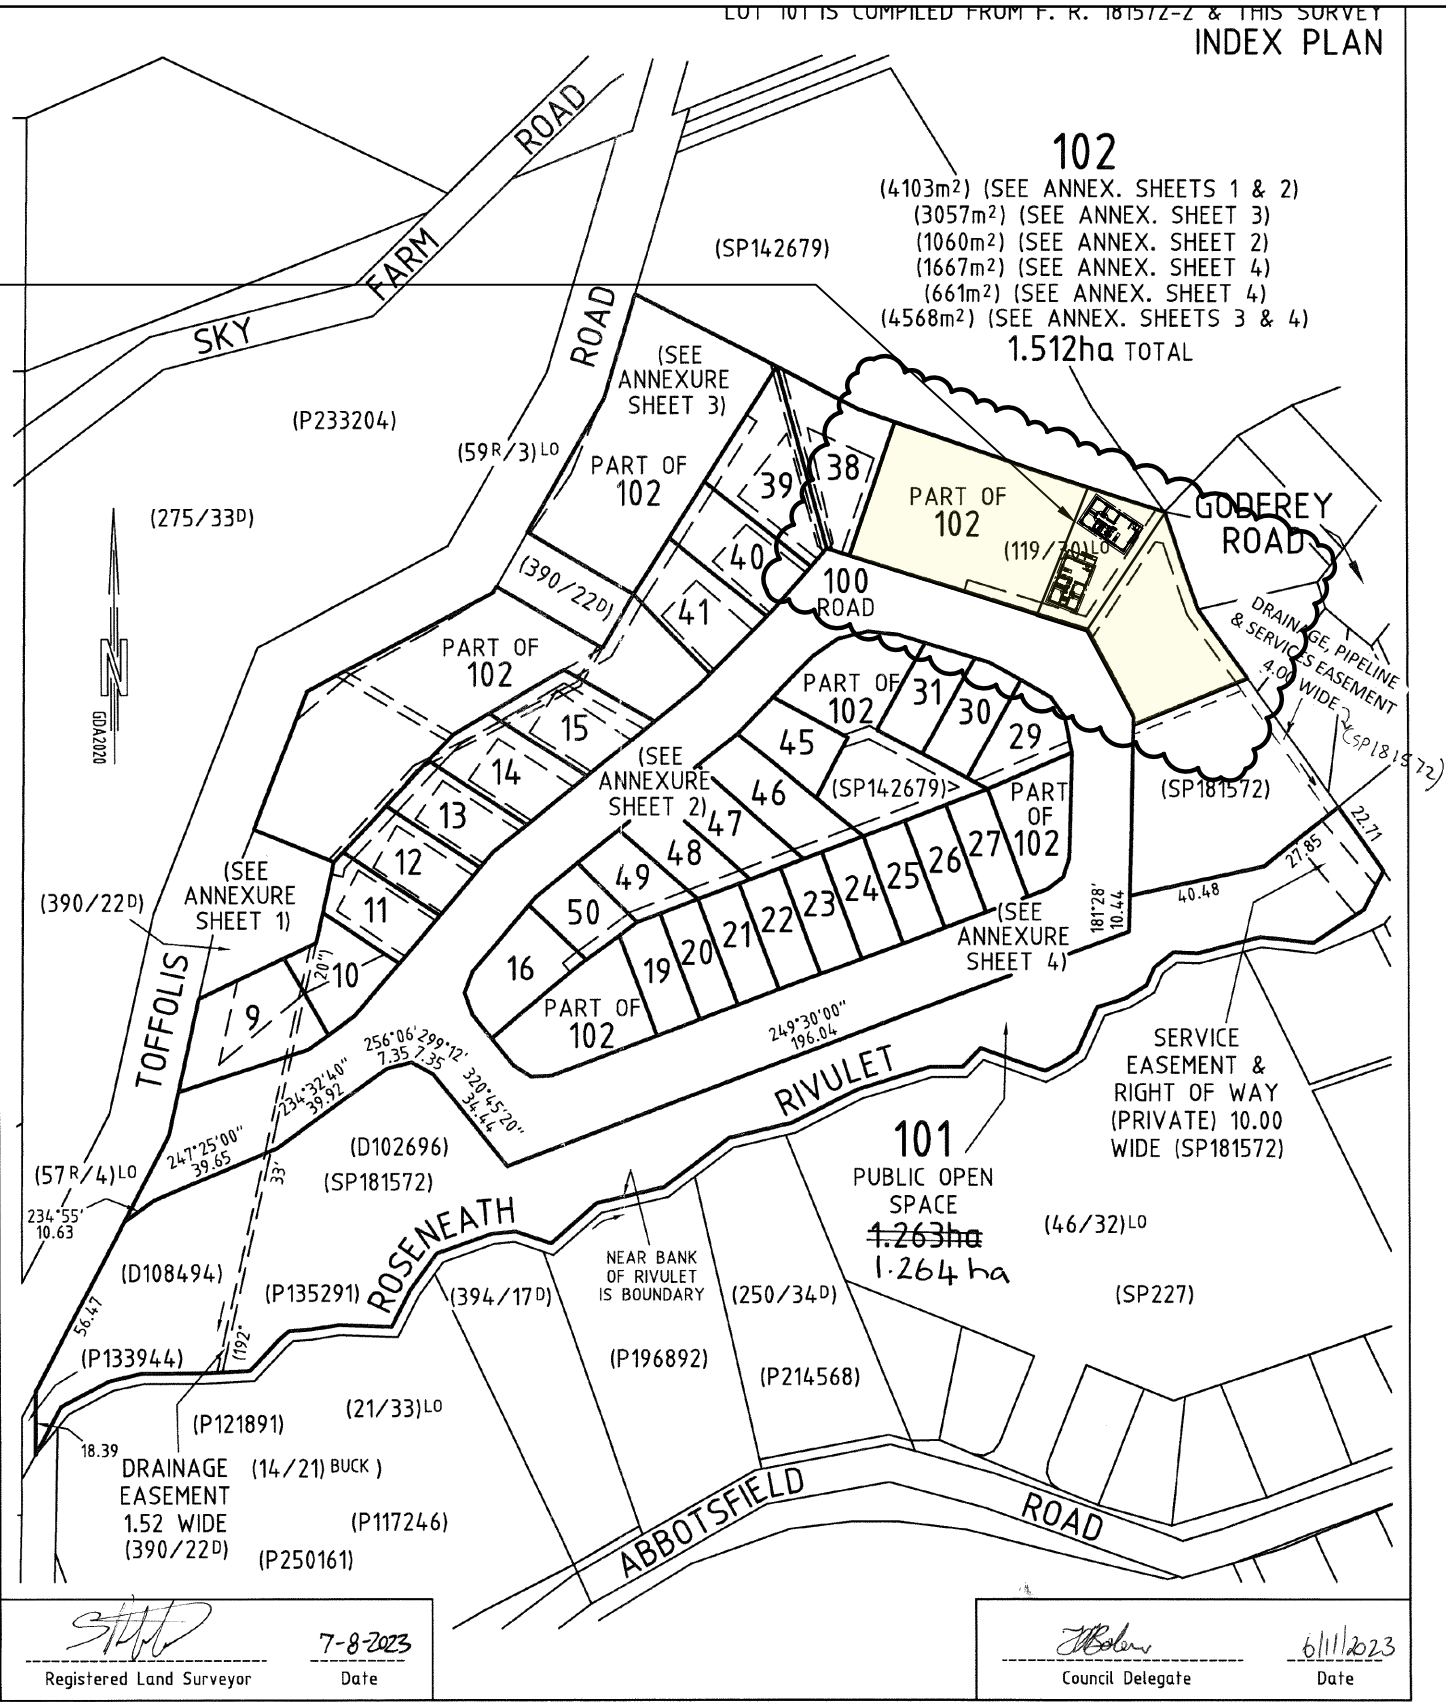 LOT 101 IS COMPILED FROM F. R. 181572-2 & THIS SURVEY
INDEX PLAN
ROAD
FARM
SKY
ROAD
102
(4103m²) (SEE ANNEX. SHEETS 1 & 2)
(3057m²) (SEE ANNEX. SHEET 3)
(1060m²) (SEE ANNEX. SHEET 2)
(1667m²) (SEE ANNEX. SHEET 4)
(661m²) (SEE ANNEX. SHEET 4)
(4568m²) (SEE ANNEX. SHEETS 3 & 4)
1.512ha TOTAL
(SP142679)
(SEE
ANNEXURE
SHEET 3)
(P233204)
(59R/3)LO
PART OF
102
39
38
PART OF
102
GODFREY
ROAD
(119/30)LO
(275/33D)
40
(390/22D)
41
100
ROAD
N
GDA2020
DRAINAGE, PIPELINE
& SERVICES EASEMENT
4.00 WIDE
(SP181572)
PART OF
102
PART OF
102
31
30
29
15
14
13
12
11
10
9
45
46
47
48
49
50
16
(SEE
ANNEXURE
SHEET 2)
(SP142679)
PART
OF
102
(SP181572)
22.71
27.85
40.48
181°28'
10.44
27
26
25
24
23
22
21
20
19
(SEE
ANNEXURE
SHEET 1)
(390/22D)
(20")
(SEE
ANNEXURE
SHEET 4)
PART OF
102
TOFFOLIS
249°30'00"
196.04
256°06' 299°12'
7.35 7.35
320°45'20"
34.44
234°32'40"
39.92
247°25'00"
39.65
33'
(D102696)
(SP181572)
(57R/4)LO
234°55'
10.63
RIVULET
ROSENEATH
101
PUBLIC OPEN
SPACE
1.263ha
1.264 ha
SERVICE
EASEMENT &
RIGHT OF WAY
(PRIVATE) 10.00
WIDE (SP181572)
(46/32)LO
(SP227)
NEAR BANK
OF RIVULET
IS BOUNDARY
(D108494)
(P135291)
(394/17D)
(250/34D)
56.47
(192°
(P133944)
(P196892)
(P214568)
(21/33)LO
(P121891)
18.39
DRAINAGE
EASEMENT
1.52 WIDE
(390/22D)
(14/21) BUCK )
(P117246)
(P250161)
ABBOTSFIELD
ROAD
7-8-2023
Registered Land Surveyor
Date
6/11/2023
Council Delegate
Date